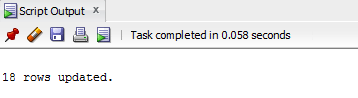 Script Output x
Task completed in 0.058 seconds
18 rows updated.